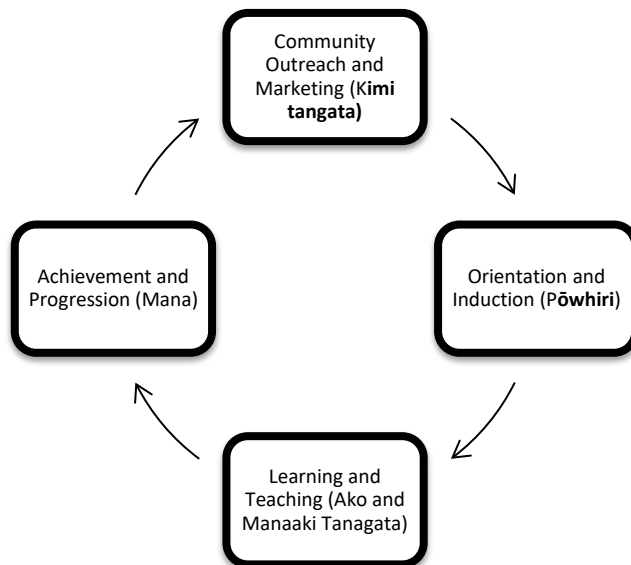 Community
Outreach and
Marketing (Kimi
tangata)
Orientation and
Induction (Pōwhiri)
Learning and
Teaching (Ako and
Manaaki Tanagata)
Achievement and
Progression (Mana)